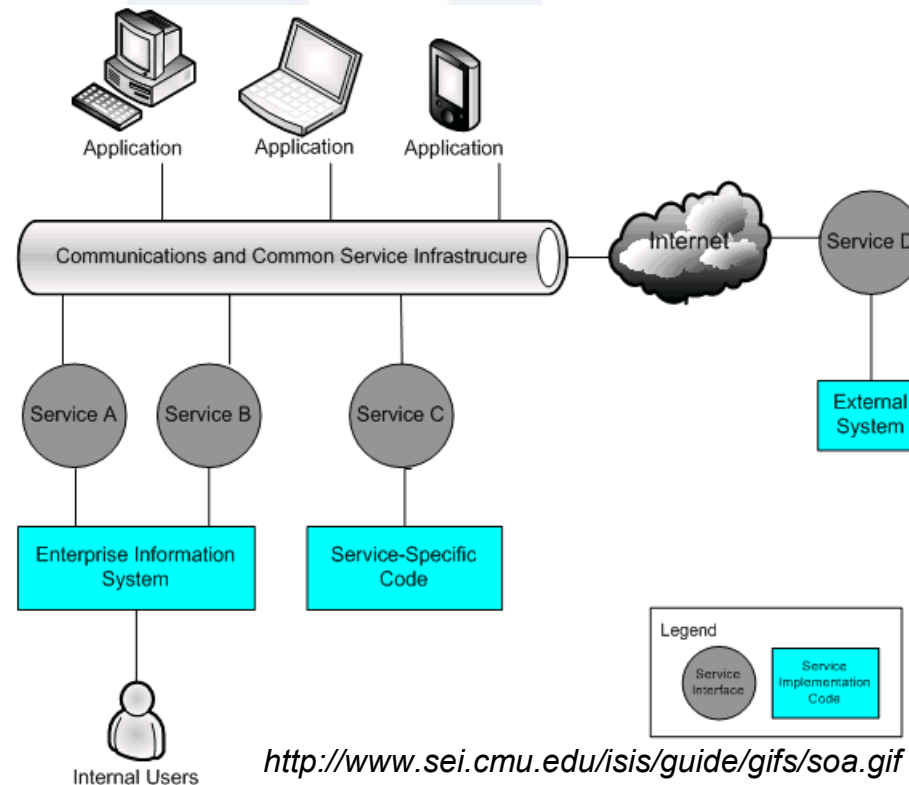 Application
Application
Application
Communications and Common Service Infrastrucure
Internet
Service D
Service A
Service B
Service C
External
System
Enterprise Information
System
Service-Specific
Code
Legend
Service
Interface
Service
Implementation
Code
Internal Users
http://www.sei.cmu.edu/isis/guide/gifs/soa.gif